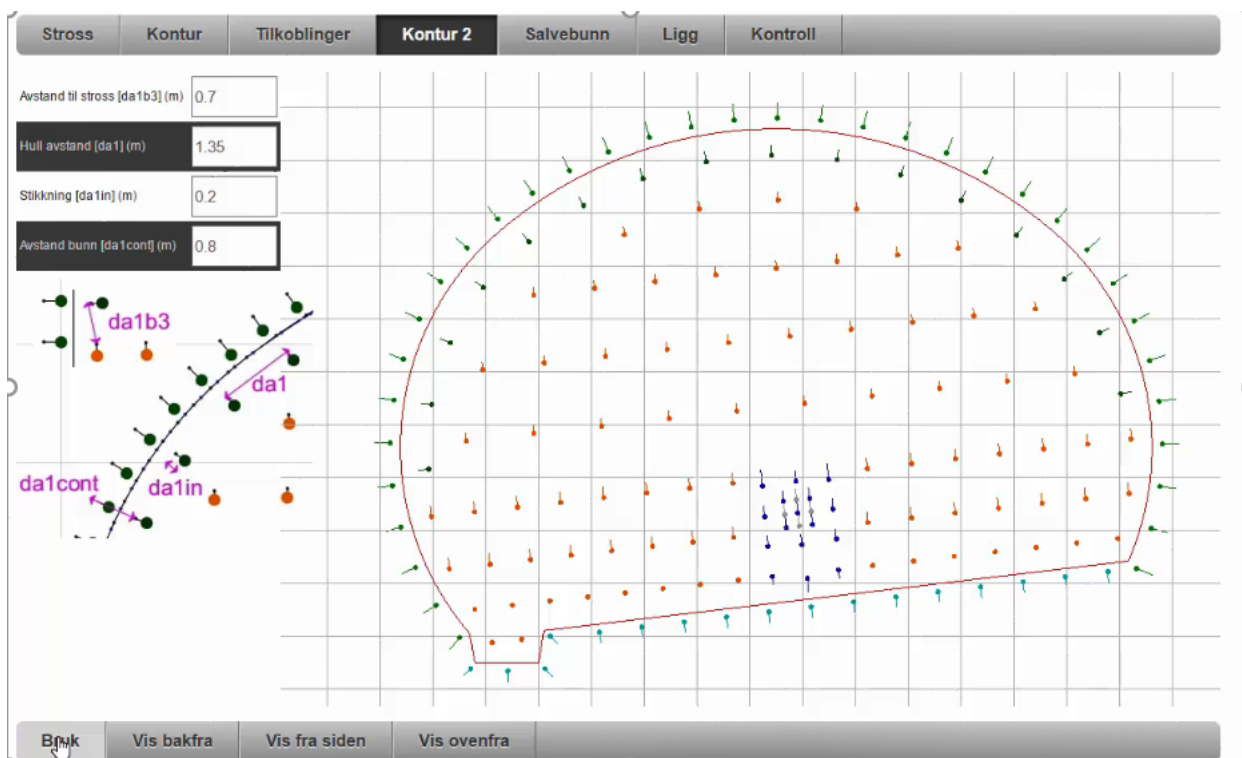 Stross Kontur Tilkoblinger Kontur 2 Salvebunn Ligg Kontroll
Avstand til stross [da1b3] (m) 0.7
Hull avstand [da1] (m) 1.35
Stikkning [da1in] (m) 0.2
Avstand bunn [da1cont] (m) 0.8
da1b3
da1
da1cont
da1in
Bruk Vis bakfra Vis fra siden Vis ovenfra